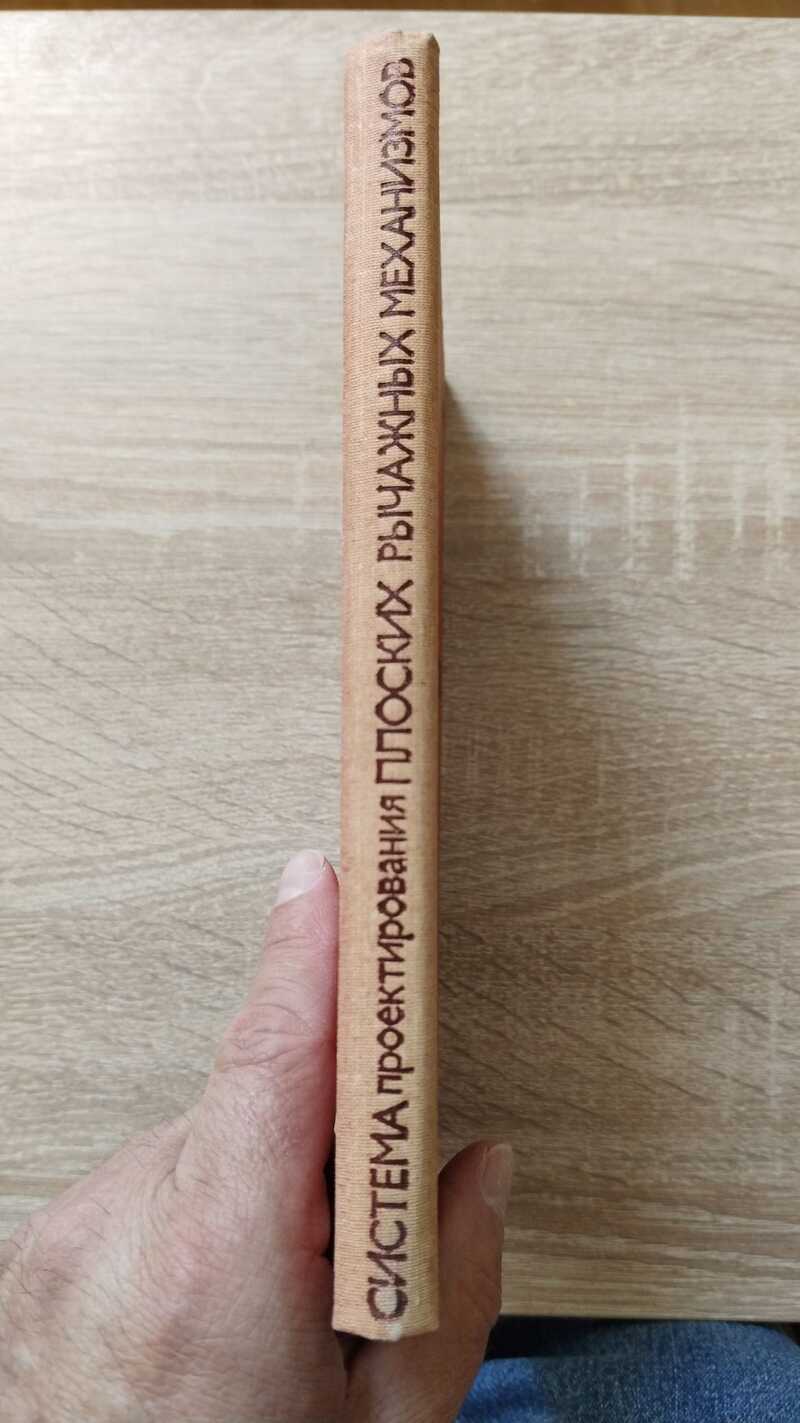 СИСТЕМА проектирования ПЛОСКИХ РЫЧАЖНЫХ МЕХАНИЗМОВ